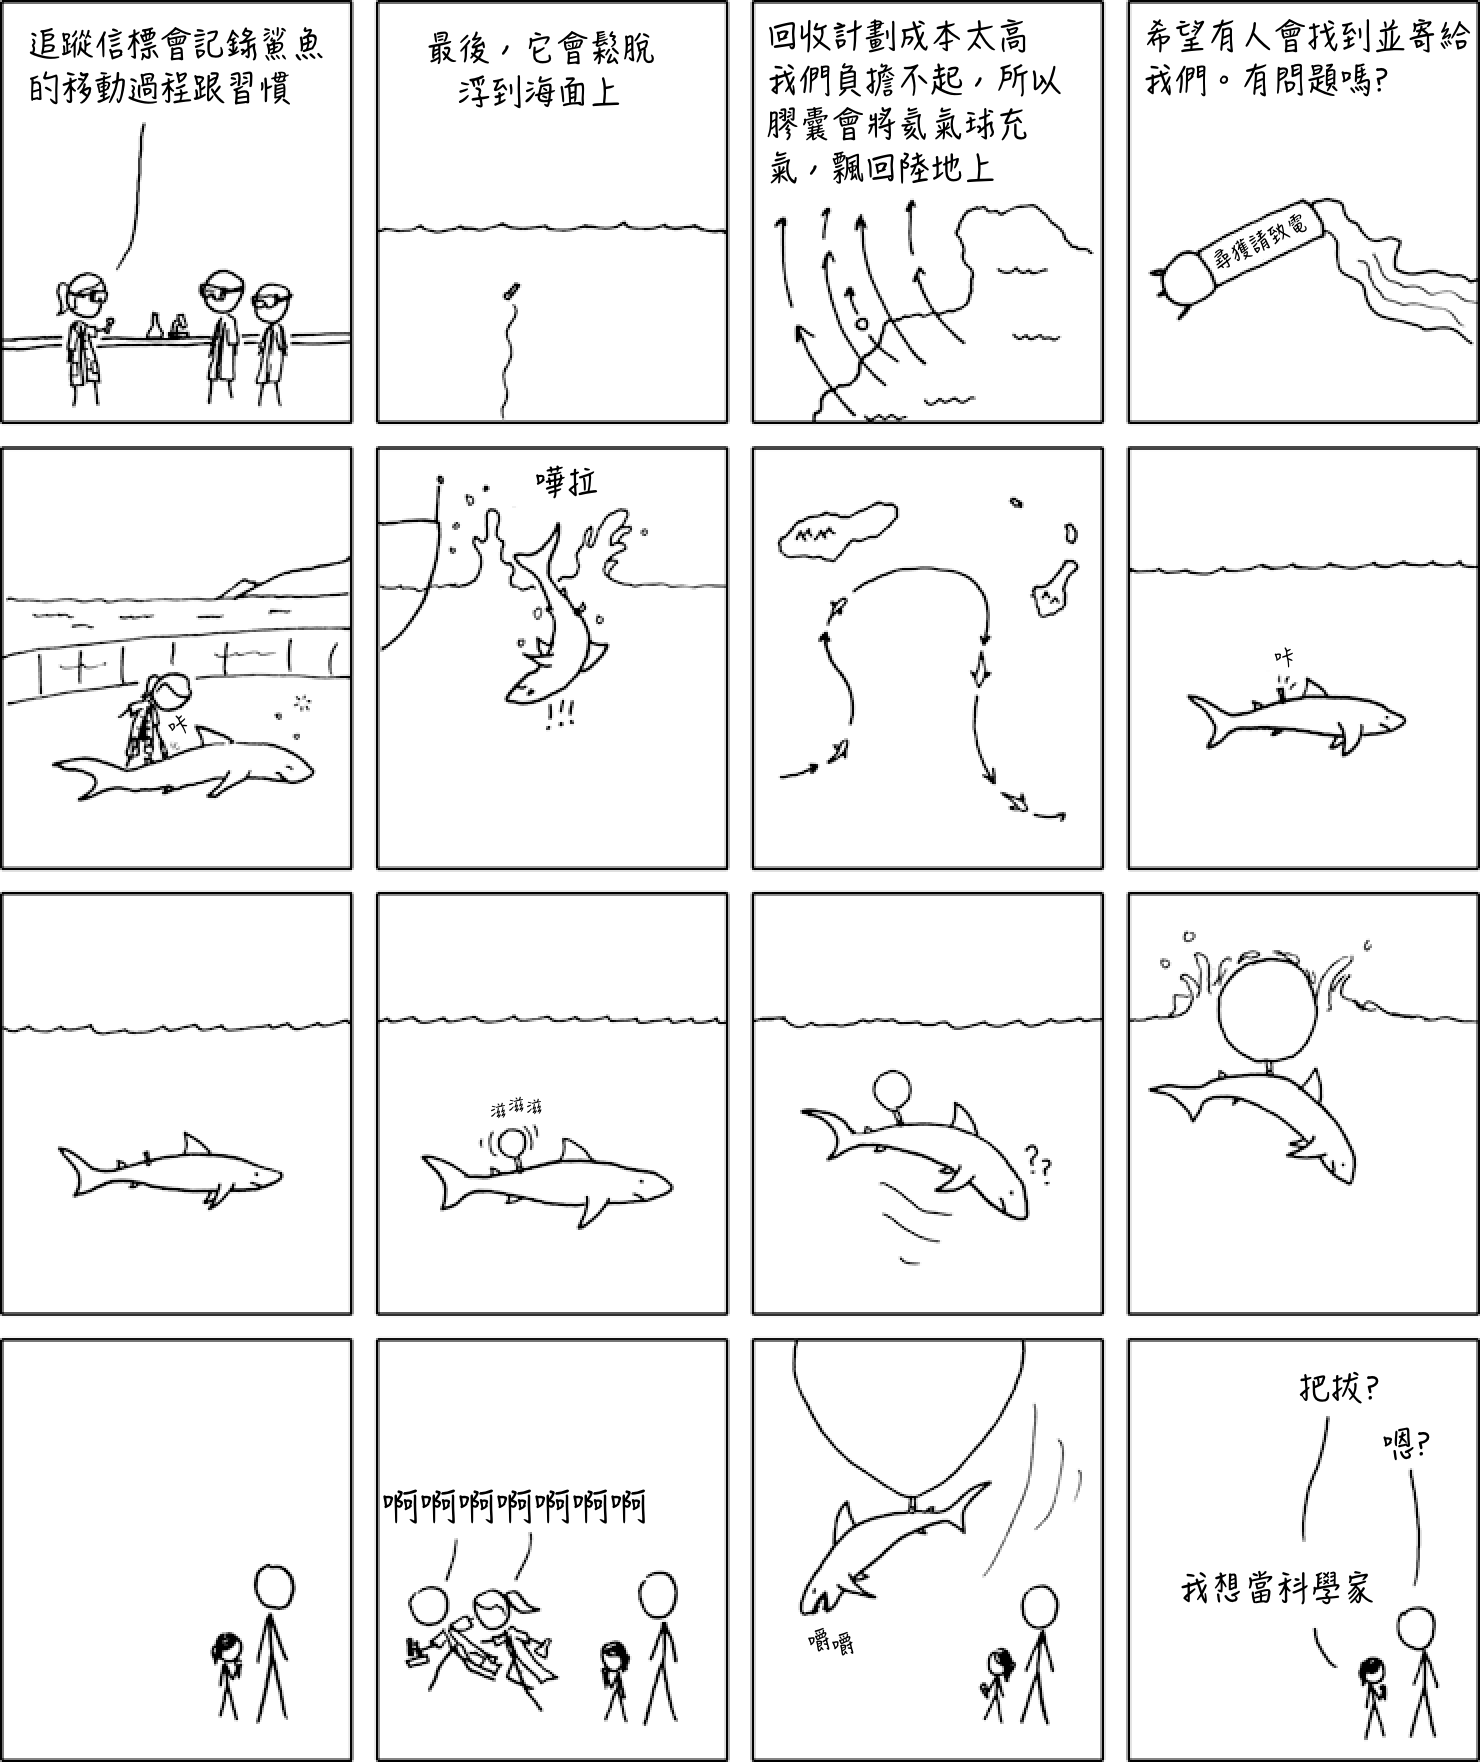 追蹤信標會記錄鯊魚
的移動過程跟習慣
最後，它會鬆脫
浮到海面上
回收計劃成本太高
我們負擔不起，所以
膠囊會將氦氣球充
氣，飄回陸地上
希望有人會找到並寄給
我們。有問題嗎?
尋獲請致電
咔
嘩拉
!!!
咔
滋滋滋
??
啊啊啊啊啊啊啊
嚼嚼
把拔?
嗯?
我想當科學家